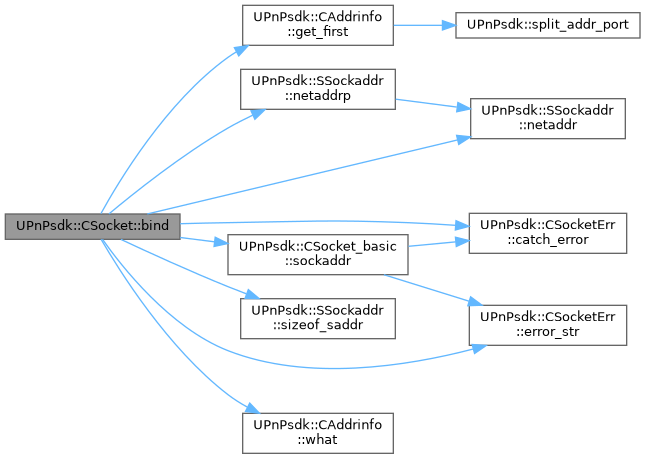 UPnPsdk::CSocket::bind
UPnPsdk::CAddrinfo
::get_first
UPnPsdk::split_addr_port
UPnPsdk::SSockaddr
::netaddrp
UPnPsdk::SSockaddr
::netaddr
UPnPsdk::CSocketErr
::catch_error
UPnPsdk::CSocket_basic
::sockaddr
UPnPsdk::SSockaddr
::sizeof_saddr
UPnPsdk::CSocketErr
::error_str
UPnPsdk::CAddrinfo
::what